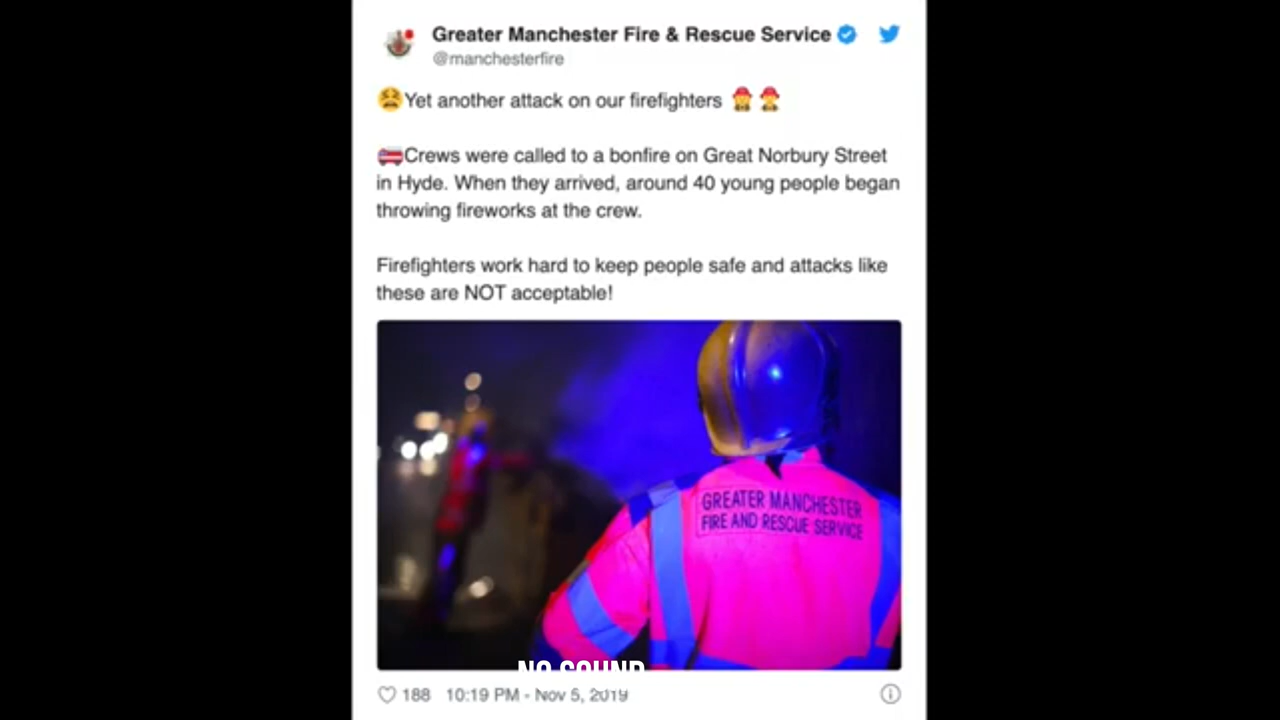 Greater Manchester Fire & Rescue Service
@manchesterfire
😫Yet another attack on our firefighters 👨‍🚒👩‍🚒
🚒Crews were called to a bonfire on Great Norbury Street
in Hyde. When they arrived, around 40 young people began
throwing fireworks at the crew.
Firefighters work hard to keep people safe and attacks like
these are NOT acceptable!
GREATER MANCHESTER
FIRE AND RESCUE SERVICE
NO SOUND
188 10:19 PM - Nov 5, 2019